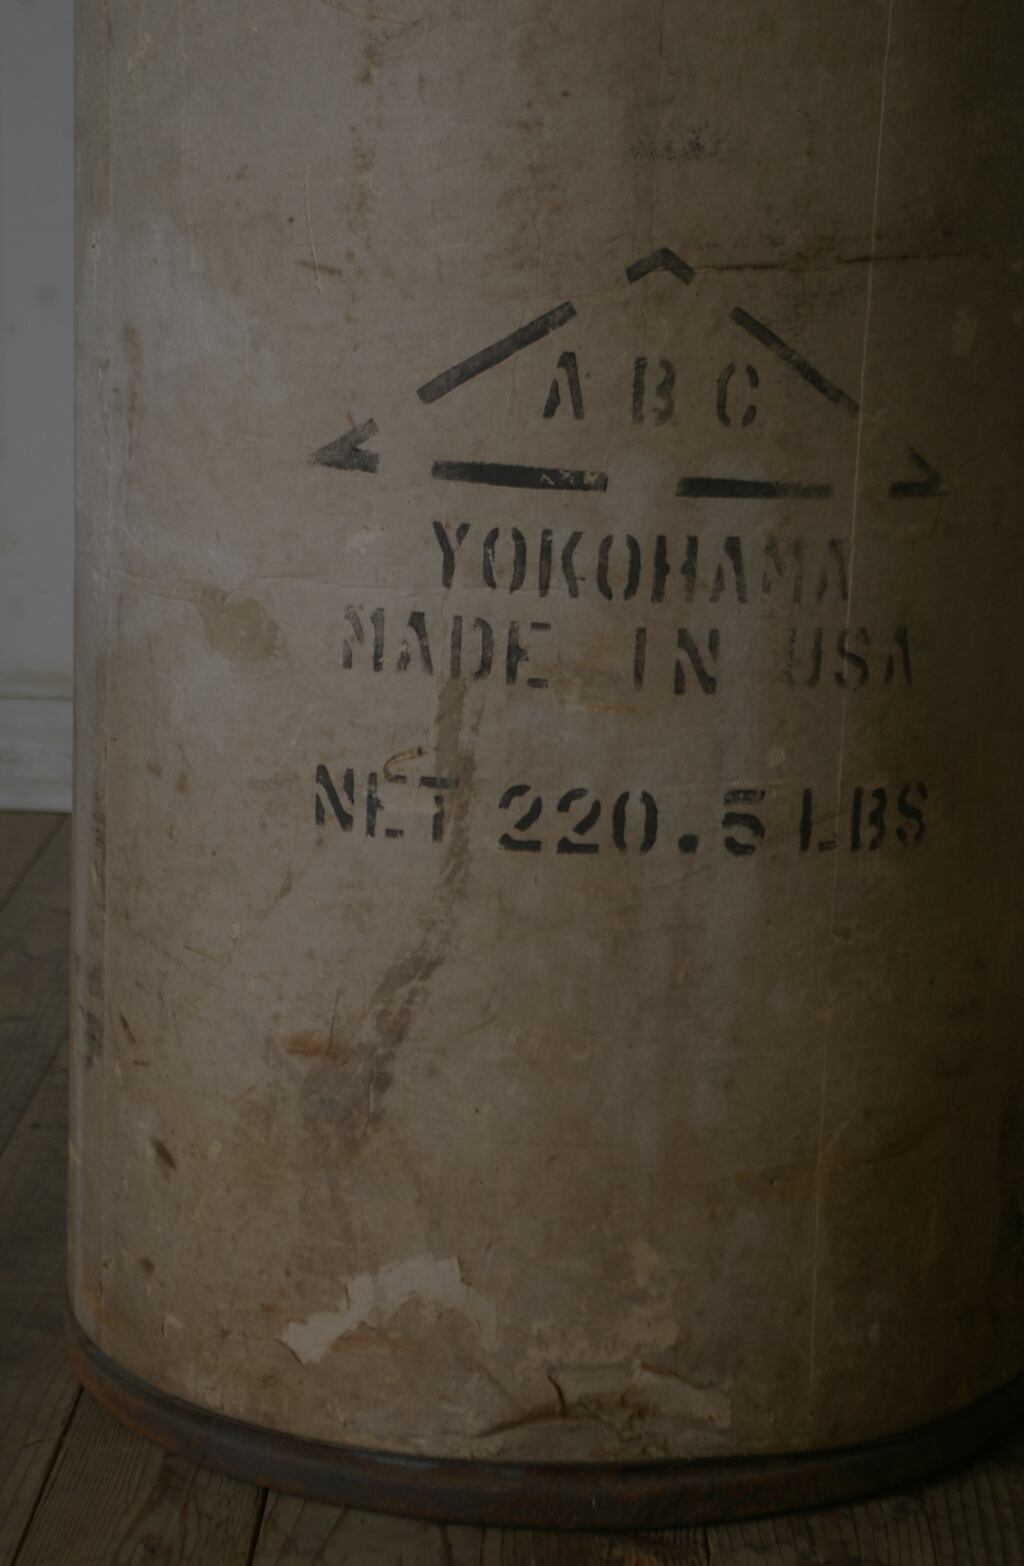 ABC
YOKOHAMA
MADE IN USA
NET 220.5 LBS